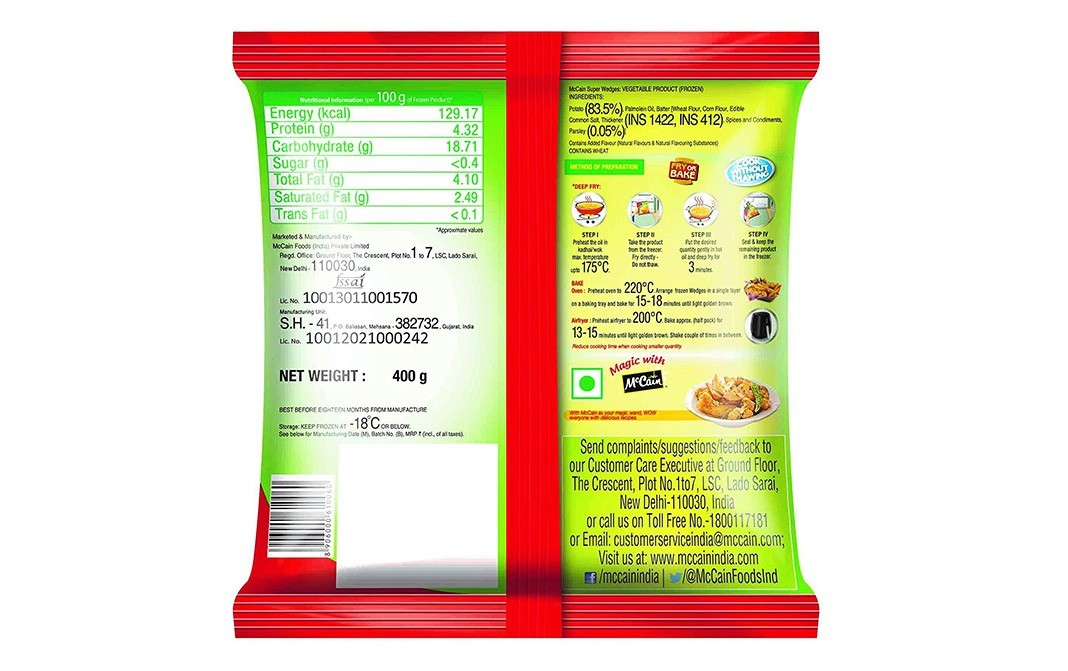 Nutritional Information (per 100 g of Frozen Product)*
Energy (kcal) 129.17
Protein (g) 4.32
Carbohydrate (g) 18.71
Sugar (g) <0.4
Total Fat (g) 4.10
Saturated Fat (g) 2.49
Trans Fat (g) < 0.1
*Approximate values
Marketed & Manufactured by:-
McCain Foods (India) Private Limited
Regd. Office: Ground Floor, The Crescent, Plot No. 1 to 7, LSC, Lado Sarai,
New Delhi - 110030, India
fssai
Lic. No. 10013011001570
Manufacturing Unit:
S.H. - 41, P.O. Baliasan, Mehsana - 382732, Gujarat, India
Lic. No. 10012021000242
NET WEIGHT : 400 g
BEST BEFORE EIGHTEEN MONTHS FROM MANUFACTURE
Storage: KEEP FROZEN AT -18°C OR BELOW.
See below for Manufacturing Date (M), Batch No. (B), MRP ₹ (incl. of all taxes).
McCain Super Wedges: VEGETABLE PRODUCT (FROZEN)
INGREDIENTS:
Potato (83.5%) Palmolein Oil, Batter [Wheat Flour, Corn Flour, Edible
Common Salt, Thickener (INS 1422, INS 412) Spices and Condiments,
Parsley (0.05%)
Contains Added Flavour (Natural Flavours & Natural Flavouring Substances)
CONTAINS WHEAT
METHOD OF PREPARATION
FRY OR
BAKE
COOK
WITHOUT
THAWING
*DEEP FRY:
STEP I
Preheat the oil in
kadhai/wok
max. temperature
upto 175°C.
STEP II
Take the product
from the freezer.
Fry directly -
Do not thaw.
STEP III
Put the desired
quantity gently in hot
oil and deep fry for
3 minutes.
STEP IV
Seal & keep the
remaining product
in the freezer.
BAKE
Oven : Preheat oven to 220°C. Arrange frozen Wedges in a single layer
on a baking tray and bake for 15-18 minutes until light golden brown.
Airfryer : Preheat airfryer to 200°C. Bake approx. (half pack) for
13-15 minutes until light golden brown. Shake couple of times in between.
Reduce cooking time when cooking smaller quantity.
Magic with
McCain
With McCain as your magic wand, WOW
everyone with delicious recipes.
Send complaints/suggestions/feedback to
our Customer Care Executive at Ground Floor,
The Crescent, Plot No.1to7, LSC, Lado Sarai,
New Delhi-110030, India
or call us on Toll Free No.-1800117181
or Email: customerserviceindia@mccain.com;
Visit us at: www.mccainindia.com
f /mccainindia | /@McCainFoodsInd